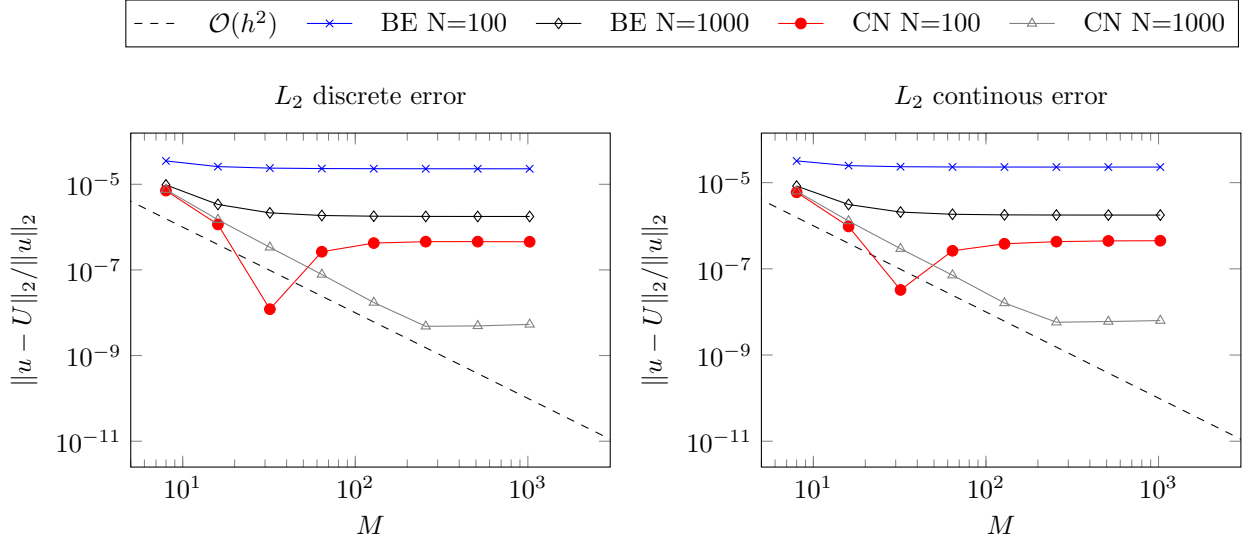 O(h²) BE N=100 BE N=1000 CN N=100 CN N=1000
L₂ discrete error
10⁻⁵
10⁻⁷
10⁻⁹
10⁻¹¹
‖u − U‖₂/‖u‖₂
10¹ 10² 10³
M
L₂ continous error
10⁻⁵
10⁻⁷
10⁻⁹
10⁻¹¹
‖u − U‖₂/‖u‖₂
10¹ 10² 10³
M